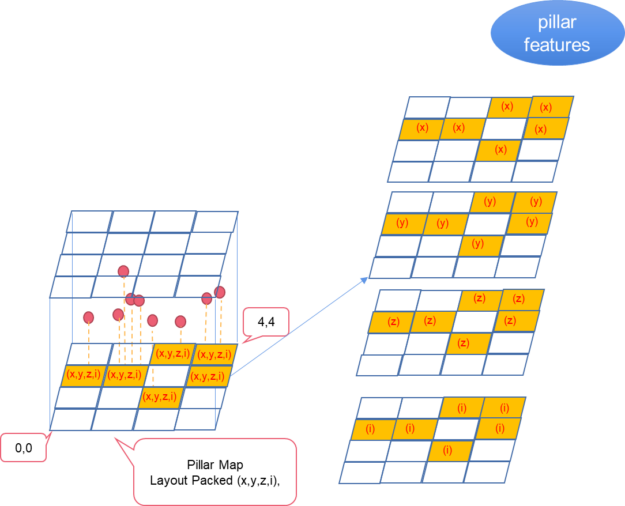 pillar
features
(x)
(x)
(x)
(x)
(x)
(x)
(y)
(y)
(y)
(y)
(y)
(y)
(z)
(z)
(z)
(z)
(z)
(z)
(i)
(i)
(i)
(i)
(i)
(i)
4,4
(x,y,z,i)
(x,y,z,i)
(x,y,z,i)
(x,y,z,i)
(x,y,z,i)
(x,y,z,i)
0,0
Pillar Map
Layout Packed (x,y,z,i),